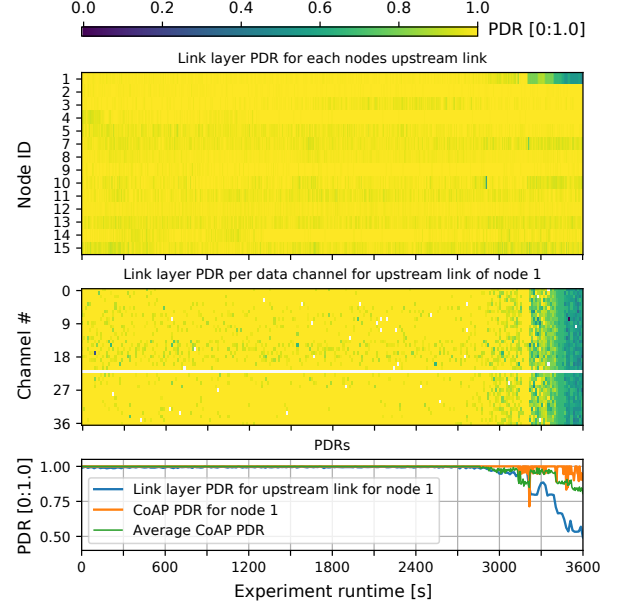 0.0 0.2 0.4 0.6 0.8 1.0
PDR [0:1.0]
Link layer PDR for each nodes upstream link
Node ID
1
2
3
4
5
6
7
8
9
10
11
12
13
14
15
Link layer PDR per data channel for upstream link of node 1
Channel #
0
9
18
27
36
PDRs
PDR [0:1.0]
1.00
0.75
0.50
Link layer PDR for upstream link for node 1
CoAP PDR for node 1
Average CoAP PDR
0 600 1200 1800 2400 3000 3600
Experiment runtime [s]